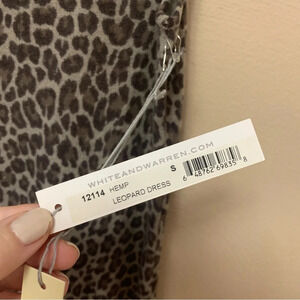 WHITEANDWARREN.COM
12114 HEMP S
LEOPARD DRESS
6 48762 69835 8